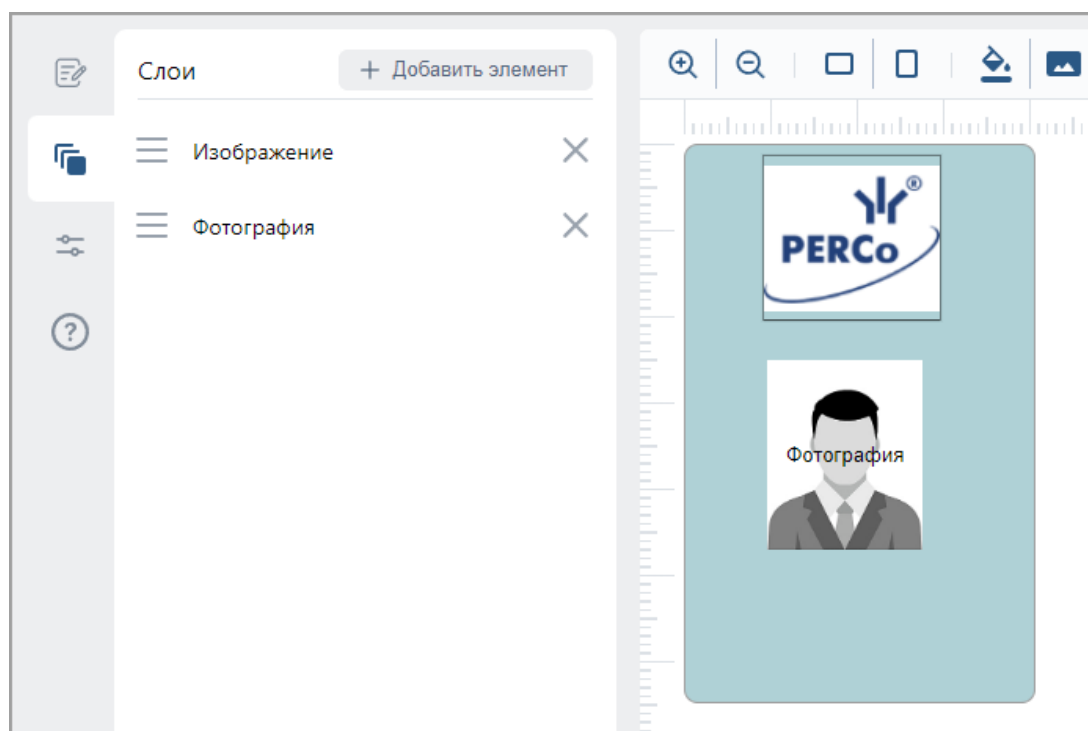 Слои
+ Добавить элемент
Изображение
Фотография
PERCo®
Фотография